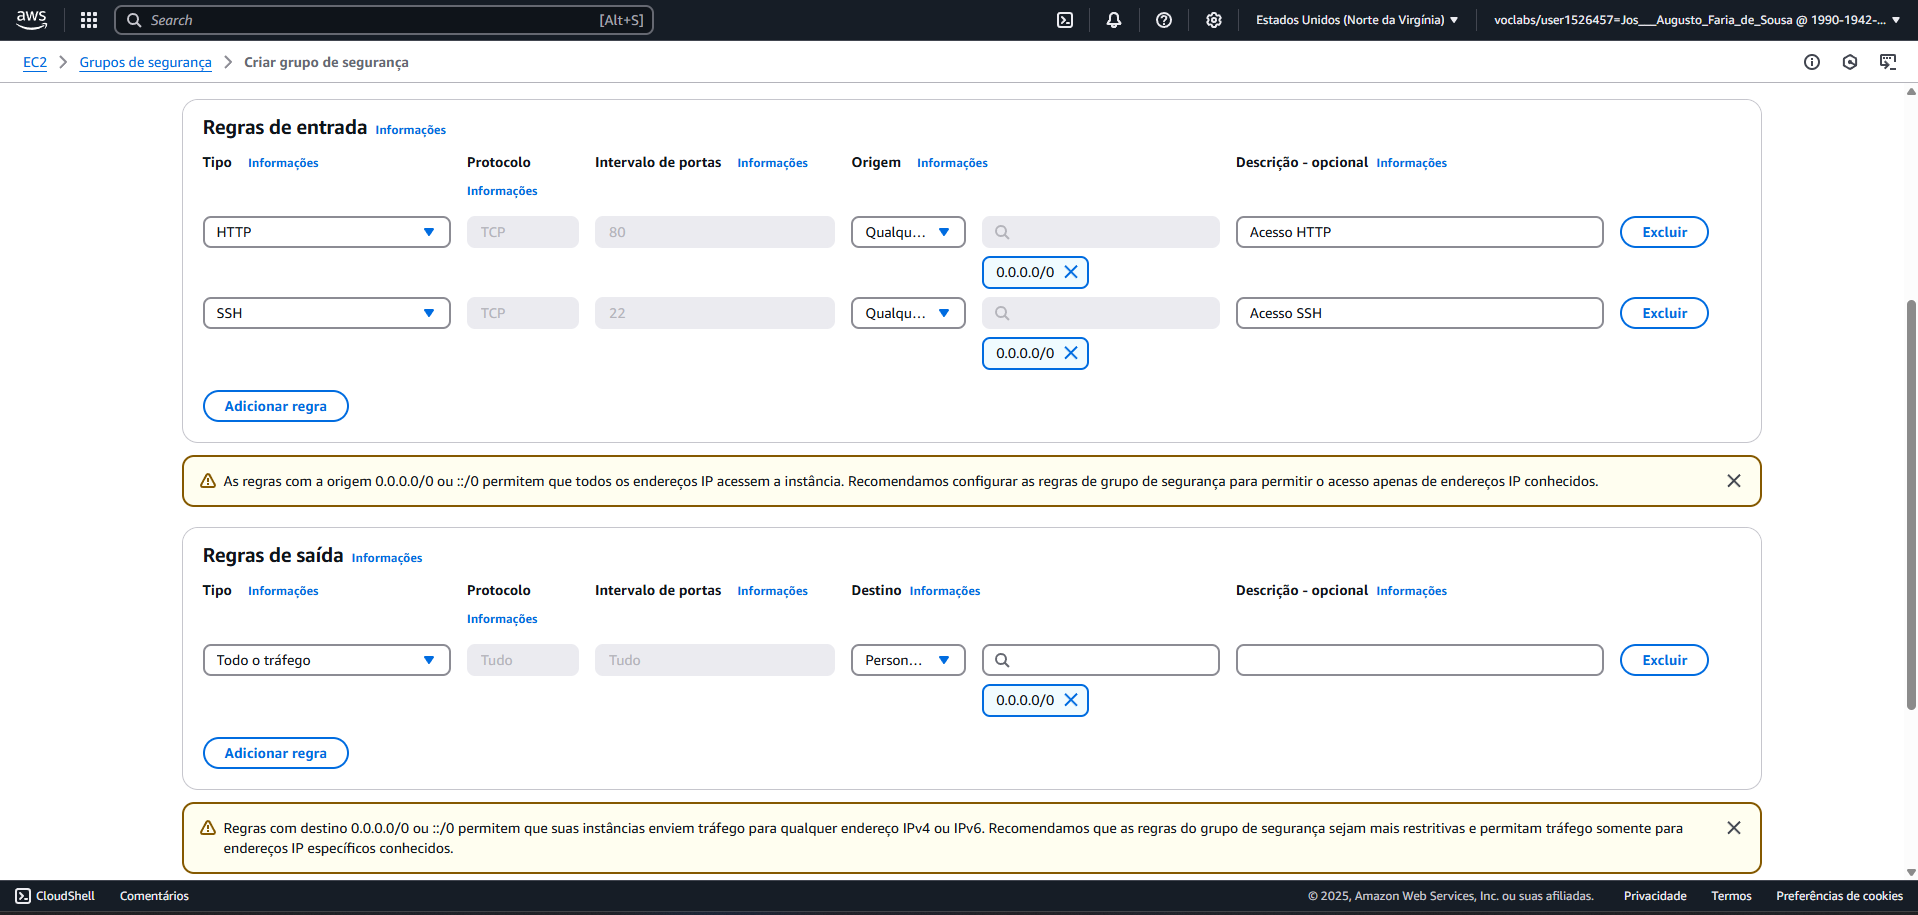 aws
Search [Alt+S]
Estados Unidos (Norte da Virgínia)
voclabs/user1526457=Jos___Augusto_Faria_de_Sousa @ 1990-1942-...
EC2 > Grupos de segurança > Criar grupo de segurança
Regras de entrada Informações
Tipo Informações Protocolo Informações Intervalo de portas Informações Origem Informações Descrição - opcional Informações
HTTP TCP 80 Qualqu... Acesso HTTP Excluir
0.0.0.0/0
SSH TCP 22 Qualqu... Acesso SSH Excluir
0.0.0.0/0
Adicionar regra
As regras com a origem 0.0.0.0/0 ou ::/0 permitem que todos os endereços IP acessem a instância. Recomendamos configurar as regras de grupo de segurança para permitir o acesso apenas de endereços IP conhecidos.
Regras de saída Informações
Tipo Informações Protocolo Informações Intervalo de portas Informações Destino Informações Descrição - opcional Informações
Todo o tráfego Tudo Tudo Person... Excluir
0.0.0.0/0
Adicionar regra
Regras com destino 0.0.0.0/0 ou ::/0 permitem que suas instâncias enviem tráfego para qualquer endereço IPv4 ou IPv6. Recomendamos que as regras do grupo de segurança sejam mais restritivas e permitam tráfego somente para
endereços IP específicos conhecidos.
CloudShell Comentários © 2025, Amazon Web Services, Inc. ou suas afiliadas. Privacidade Termos Preferências de cookies